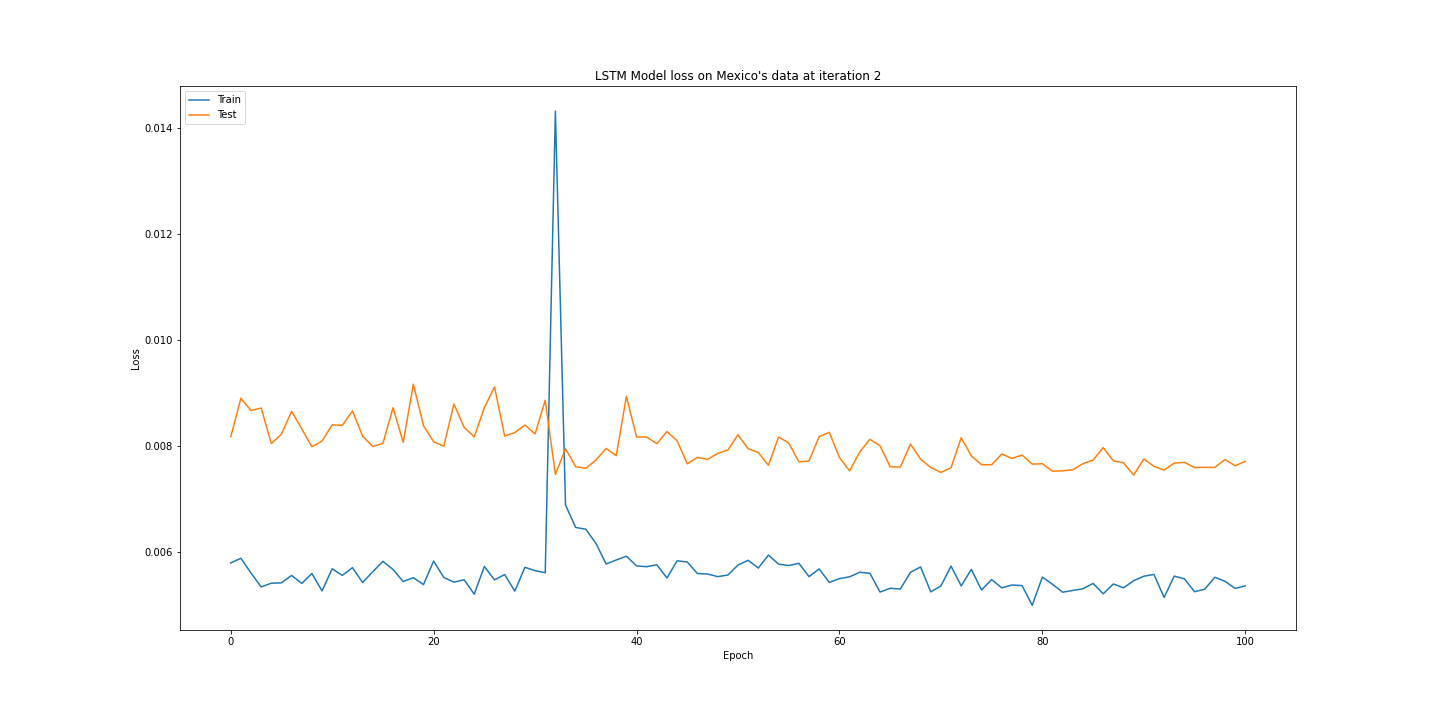 LSTM Model loss on Mexico's data at iteration 2
Train
Test
0.014
0.012
0.010
0.008
0.006
Loss
0 20 40 60 80 100
Epoch